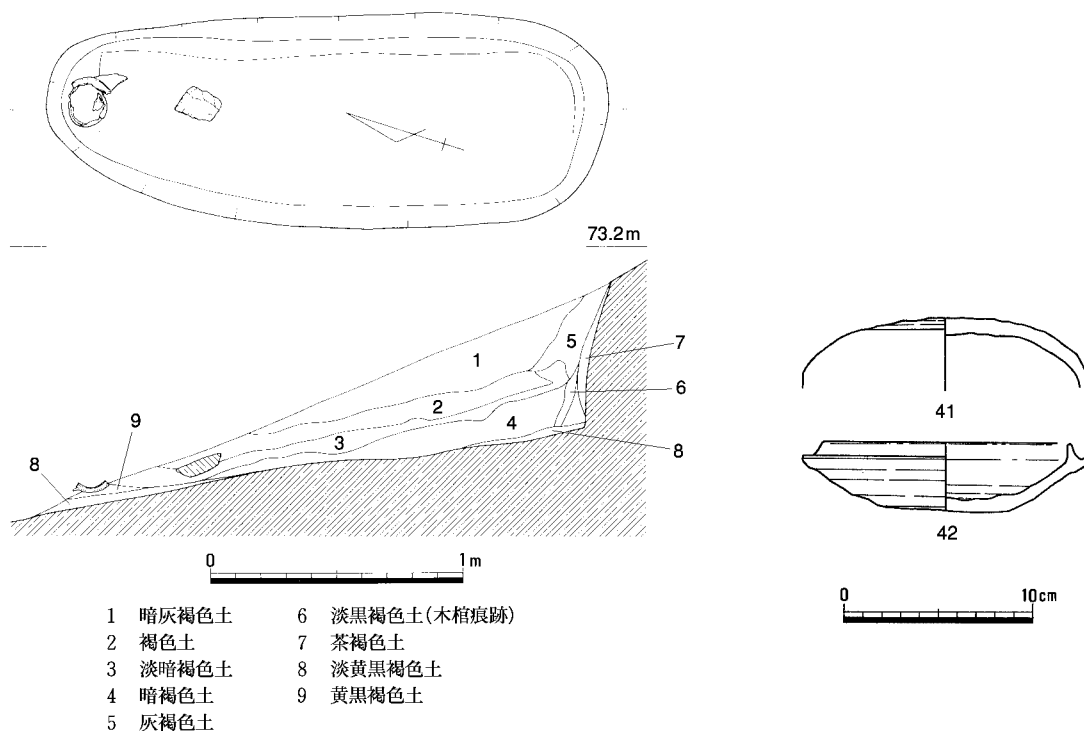 73.2m
1
5
7
6
2
9
4
3
8
8
0 1m
1 暗灰褐色土
2 褐色土
3 淡暗褐色土
4 暗褐色土
5 灰褐色土
6 淡黒褐色土(木棺痕跡)
7 茶褐色土
8 淡黄黒褐色土
9 黄黒褐色土
41
42
0 10cm